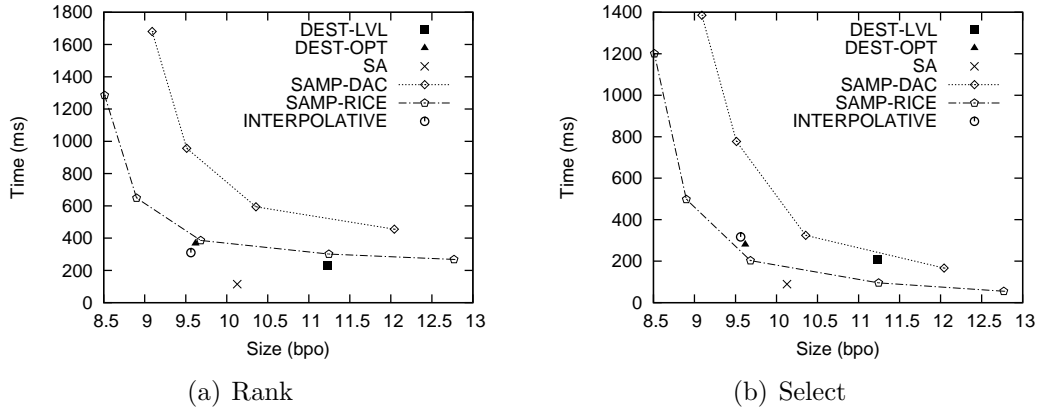 1800
1600
1400
1200
1000
800
600
400
200
0
Time (ms)
8.5 9 9.5 10 10.5 11 11.5 12 12.5 13
Size (bpo)
DEST-LVL
DEST-OPT
SA
SAMP-DAC
SAMP-RICE
INTERPOLATIVE
(a) Rank
1400
1200
1000
800
600
400
200
0
Time (ms)
8.5 9 9.5 10 10.5 11 11.5 12 12.5 13
Size (bpo)
DEST-LVL
DEST-OPT
SA
SAMP-DAC
SAMP-RICE
INTERPOLATIVE
(b) Select